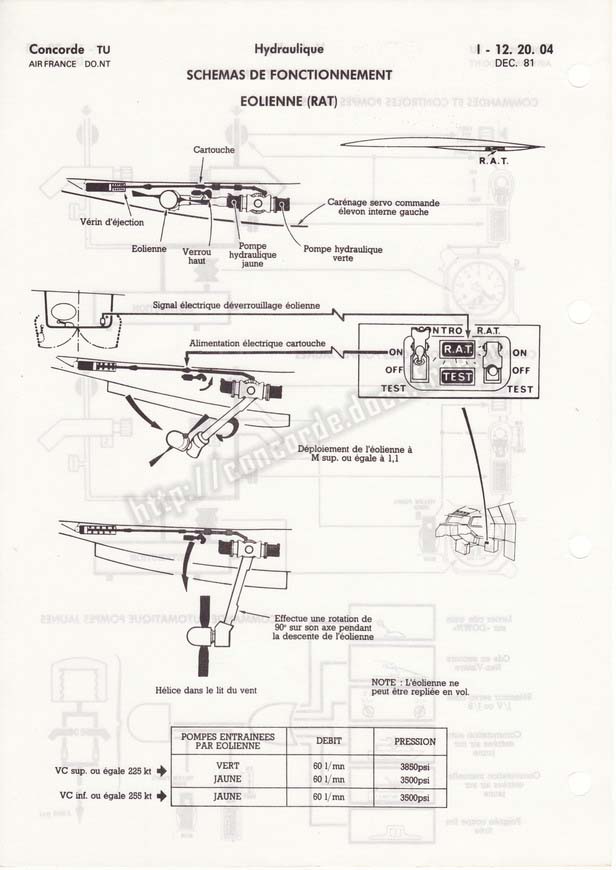 Concorde TU
Hydraulique
I - 12. 20. 04
AIR FRANCE DO.NT
DEC. 81
SCHEMAS DE FONCTIONNEMENT
EOLIENNE (RAT)
Cartouche
R.A.T.
Carénage servo commande
élevon interne gauche
Vérin d'éjection
Eolienne
Verrou
haut
Pompe
hydraulique
jaune
Pompe hydraulique
verte
Signal électrique déverrouillage éolienne
Alimentation électrique cartouche
CONTRO R.A.T.
ON
R.A.T.
ON
OFF
TEST
OFF
TEST
TEST
Déploiement de l'éolienne à
M sup. ou égale à 1,1
http://concorde.docs.
Effectue une rotation de
90° sur son axe pendant
la descente de l'éolienne
Hélice dans le lit du vent
NOTE : L'éolienne ne
peut être repliée en vol.
POMPES ENTRAINEES
PAR EOLIENNE
DEBIT
PRESSION
VC sup. ou égale 225 kt
VERT
60 l/mn
3850psi
JAUNE
60 l/mn
3500psi
VC inf. ou égale 255 kt
JAUNE
60 l/mn
3500psi